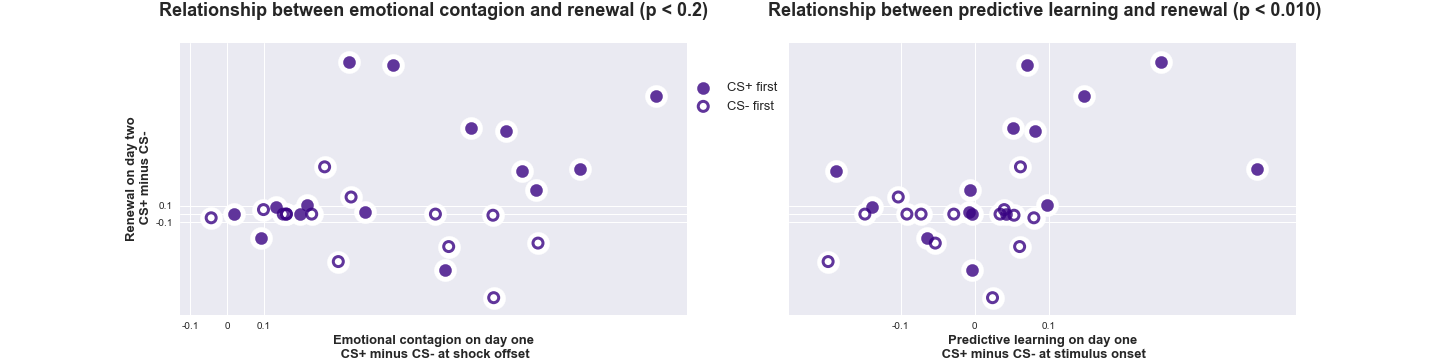 Relationship between emotional contagion and renewal (p < 0.2)
Relationship between predictive learning and renewal (p < 0.010)
CS+ first
CS- first
Renewal on day two
CS+ minus CS-
0.1
-0.1
-0.1
0
0.1
Emotional contagion on day one
CS+ minus CS- at shock offset
-0.1
0
0.1
Predictive learning on day one
CS+ minus CS- at stimulus onset